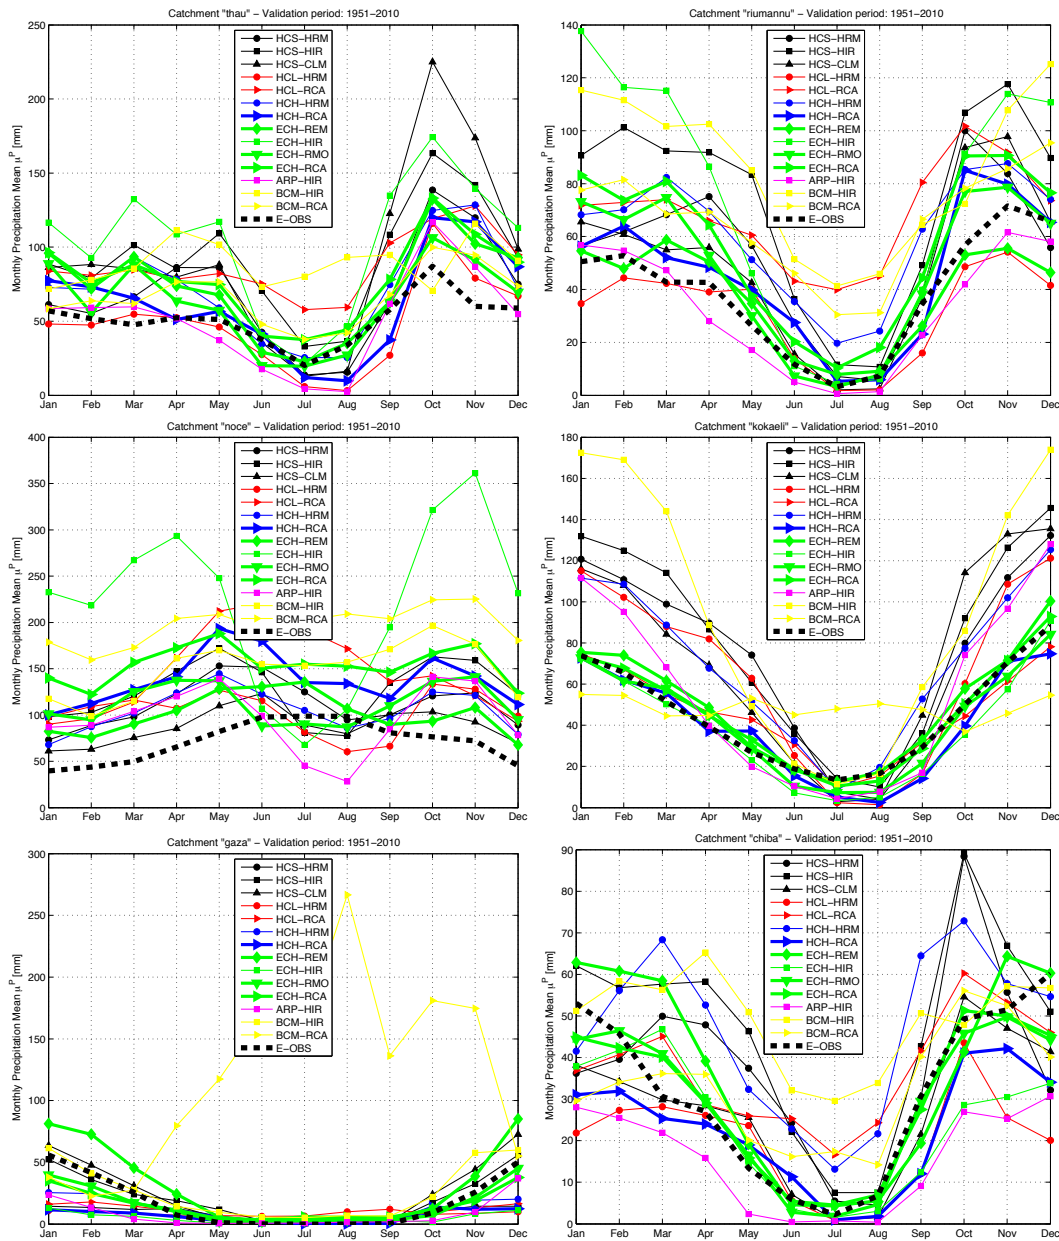 Catchment "thau" − Validation period: 1951−2010
Monthly Precipitation Mean μᴾ [mm]
250
200
150
100
50
0
HCS−HRM
HCS−HIR
HCS−CLM
HCL−HRM
HCL−RCA
HCH−HRM
HCH−RCA
ECH−REM
ECH−HIR
ECH−RMO
ECH−RCA
ARP−HIR
BCM−HIR
BCM−RCA
E−OBS
Jan Feb Mar Apr May Jun Jul Aug Sep Oct Nov Dec
Catchment "riumannu" − Validation period: 1951−2010
Monthly Precipitation Mean μᴾ [mm]
140
120
100
80
60
40
20
0
HCS−HRM
HCS−HIR
HCS−CLM
HCL−HRM
HCL−RCA
HCH−HRM
HCH−RCA
ECH−REM
ECH−HIR
ECH−RMO
ECH−RCA
ARP−HIR
BCM−HIR
BCM−RCA
E−OBS
Jan Feb Mar Apr May Jun Jul Aug Sep Oct Nov Dec
Catchment "noce" − Validation period: 1951−2010
Monthly Precipitation Mean μᴾ [mm]
400
350
300
250
200
150
100
50
0
HCS−HRM
HCS−HIR
HCS−CLM
HCL−HRM
HCL−RCA
HCH−HRM
HCH−RCA
ECH−REM
ECH−HIR
ECH−RMO
ECH−RCA
ARP−HIR
BCM−HIR
BCM−RCA
E−OBS
Jan Feb Mar Apr May Jun Jul Aug Sep Oct Nov Dec
Catchment "kokaeli" − Validation period: 1951−2010
Monthly Precipitation Mean μᴾ [mm]
180
160
140
120
100
80
60
40
20
0
HCS−HRM
HCS−HIR
HCS−CLM
HCL−HRM
HCL−RCA
HCH−HRM
HCH−RCA
ECH−REM
ECH−HIR
ECH−RMO
ECH−RCA
ARP−HIR
BCM−HIR
BCM−RCA
E−OBS
Jan Feb Mar Apr May Jun Jul Aug Sep Oct Nov Dec
Catchment "gaza" − Validation period: 1951−2010
Monthly Precipitation Mean μᴾ [mm]
300
250
200
150
100
50
0
HCS−HRM
HCS−HIR
HCS−CLM
HCL−HRM
HCL−RCA
HCH−HRM
HCH−RCA
ECH−REM
ECH−HIR
ECH−RMO
ECH−RCA
ARP−HIR
BCM−HIR
BCM−RCA
E−OBS
Jan Feb Mar Apr May Jun Jul Aug Sep Oct Nov Dec
Catchment "chiba" − Validation period: 1951−2010
Monthly Precipitation Mean μᴾ [mm]
90
80
70
60
50
40
30
20
10
0
HCS−HRM
HCS−HIR
HCS−CLM
HCL−HRM
HCL−RCA
HCH−HRM
HCH−RCA
ECH−REM
ECH−HIR
ECH−RMO
ECH−RCA
ARP−HIR
BCM−HIR
BCM−RCA
E−OBS
Jan Feb Mar Apr May Jun Jul Aug Sep Oct Nov Dec